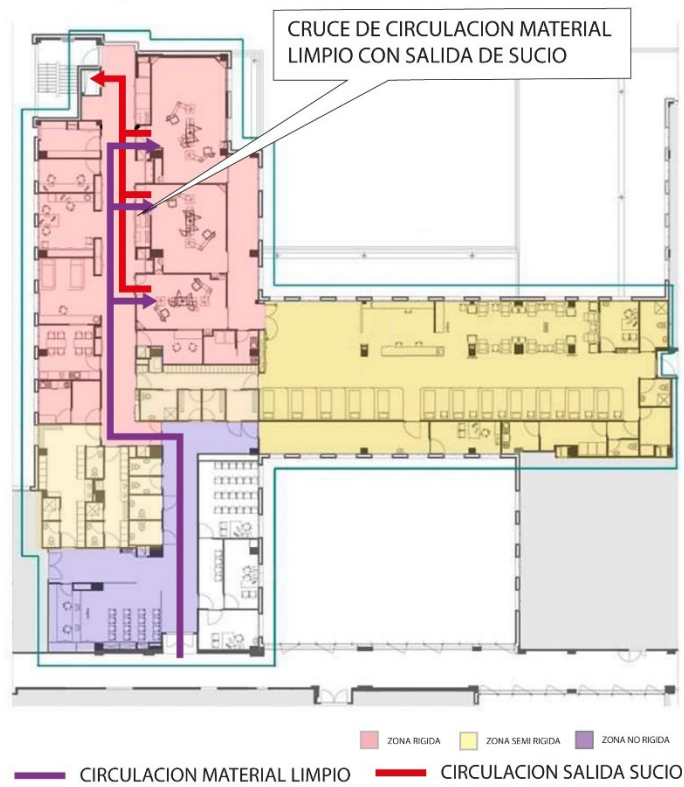 CRUCE DE CIRCULACION MATERIAL
LIMPIO CON SALIDA DE SUCIO
ZONA RIGIDA
ZONA SEMI RIGIDA
ZONA NO RIGIDA
CIRCULACION MATERIAL LIMPIO
CIRCULACION SALIDA SUCIO